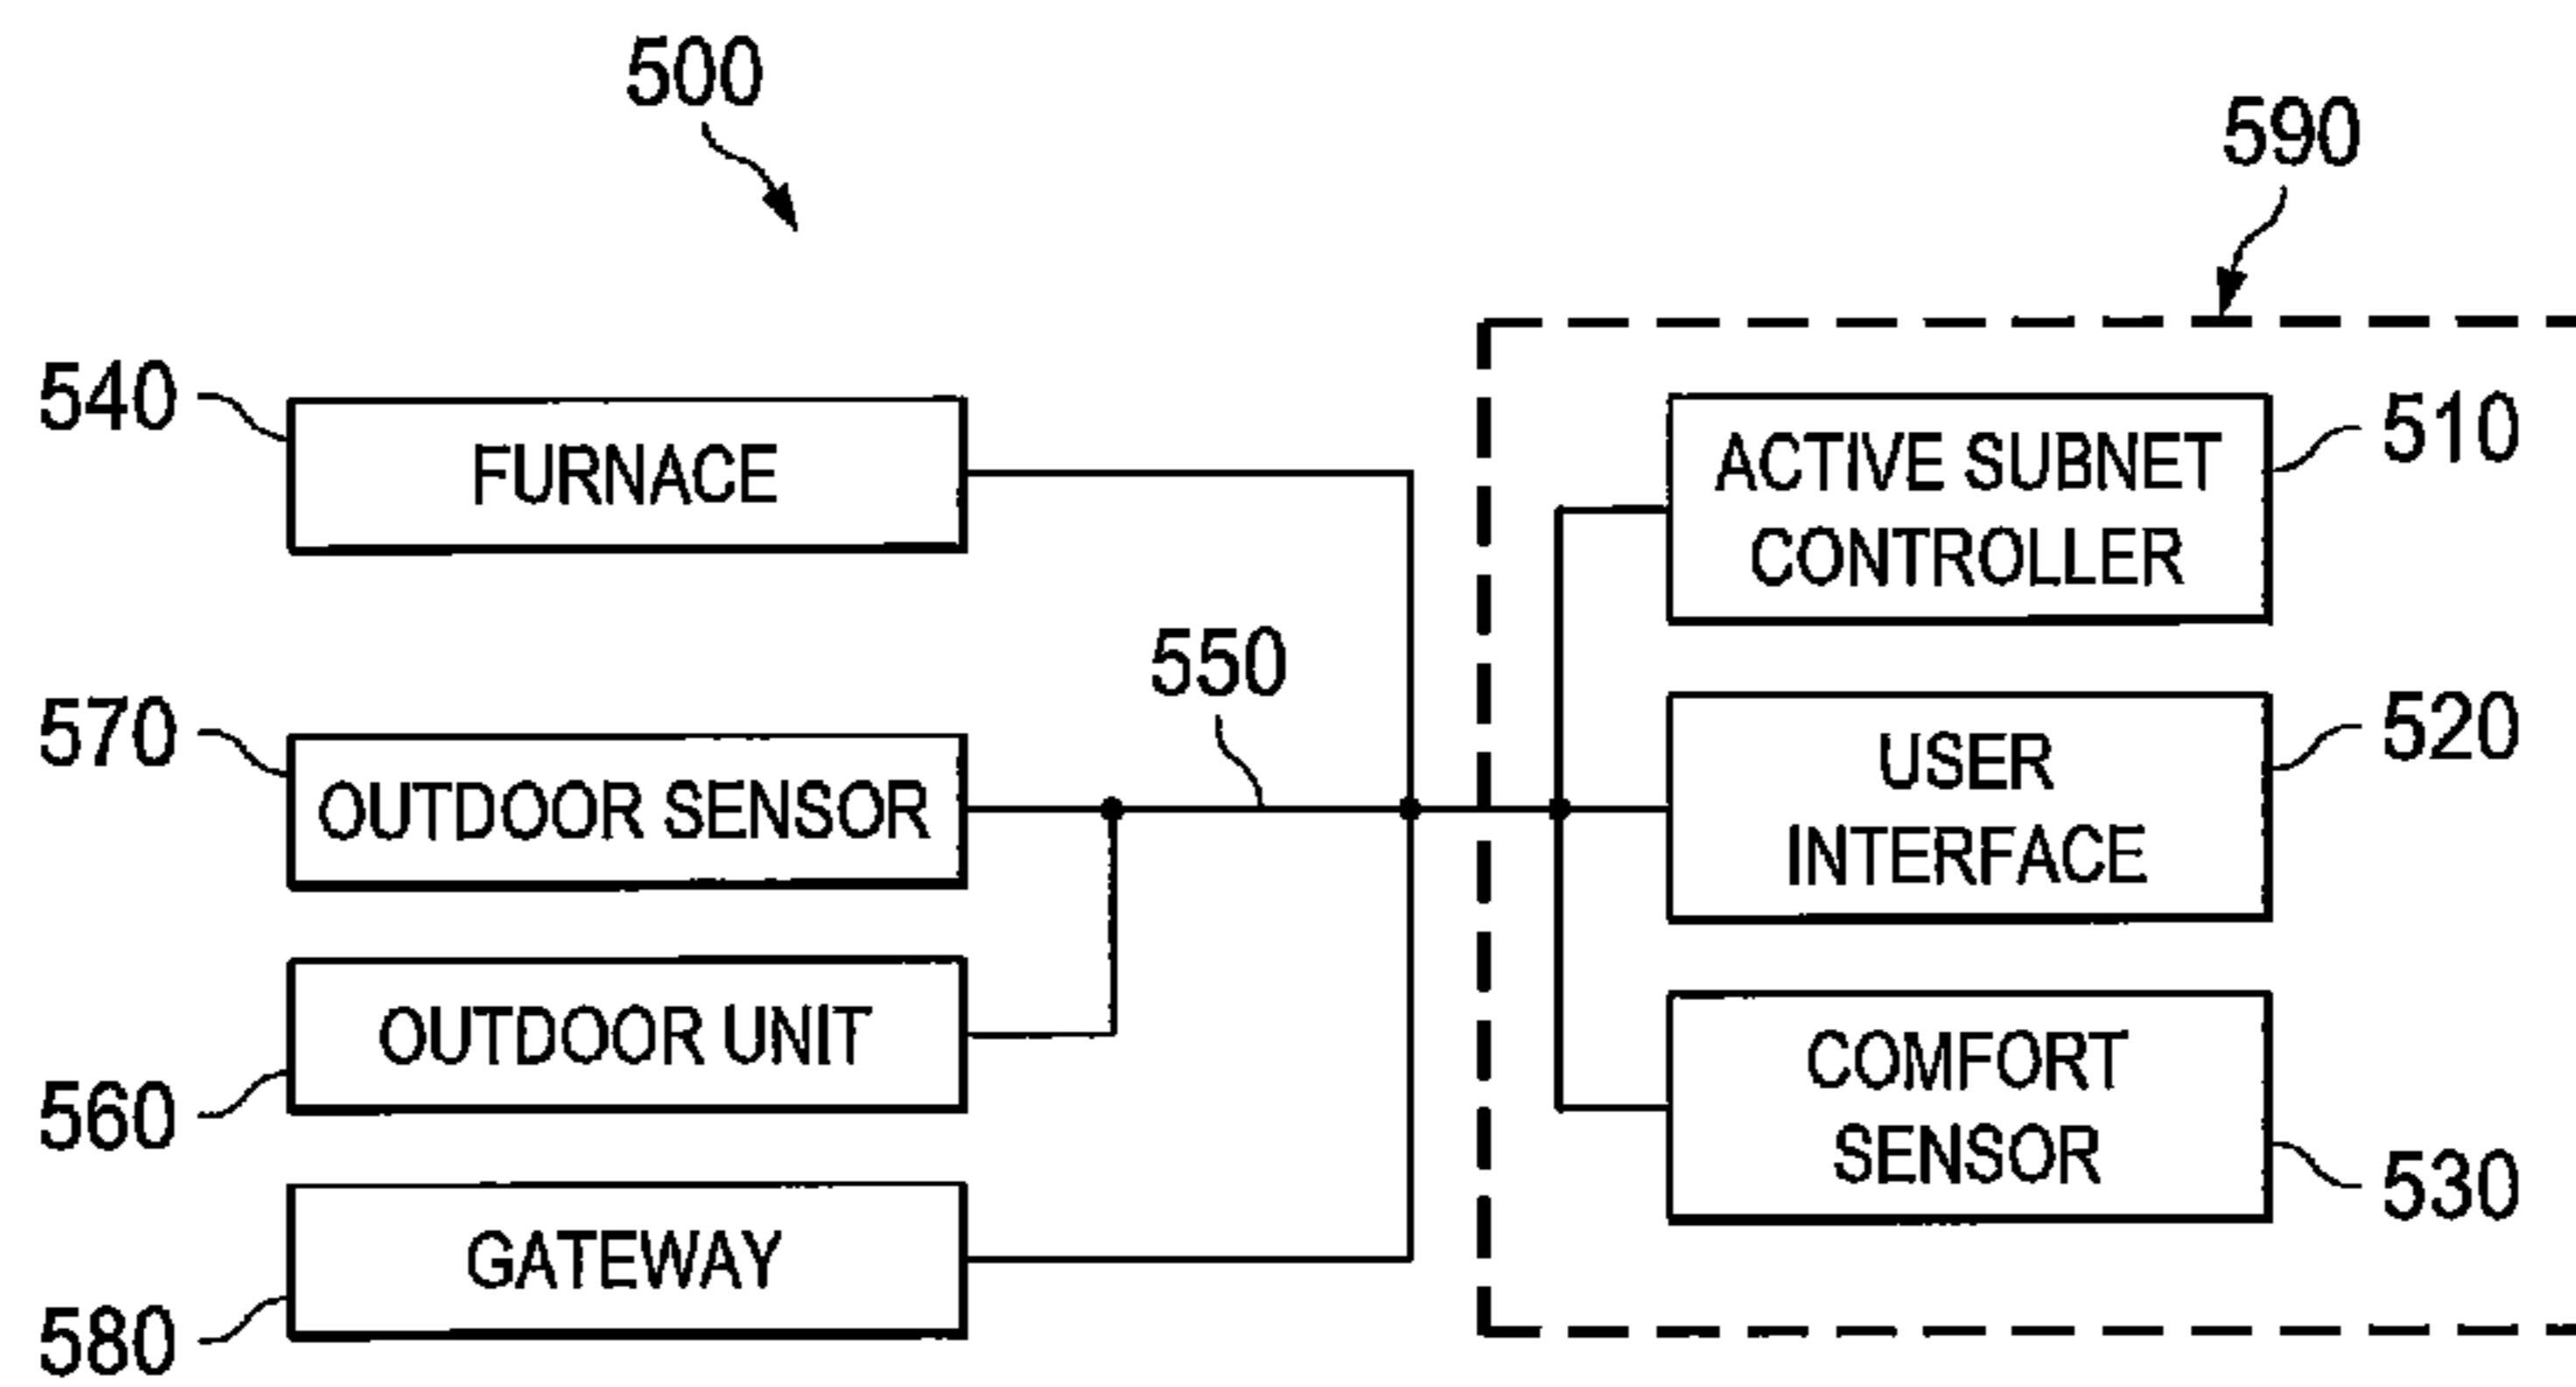 500
590
540
FURNACE
ACTIVE SUBNET
CONTROLLER
510
570
OUTDOOR SENSOR
550
USER
INTERFACE
520
OUTDOOR UNIT
560
COMFORT
SENSOR
530
GATEWAY
580